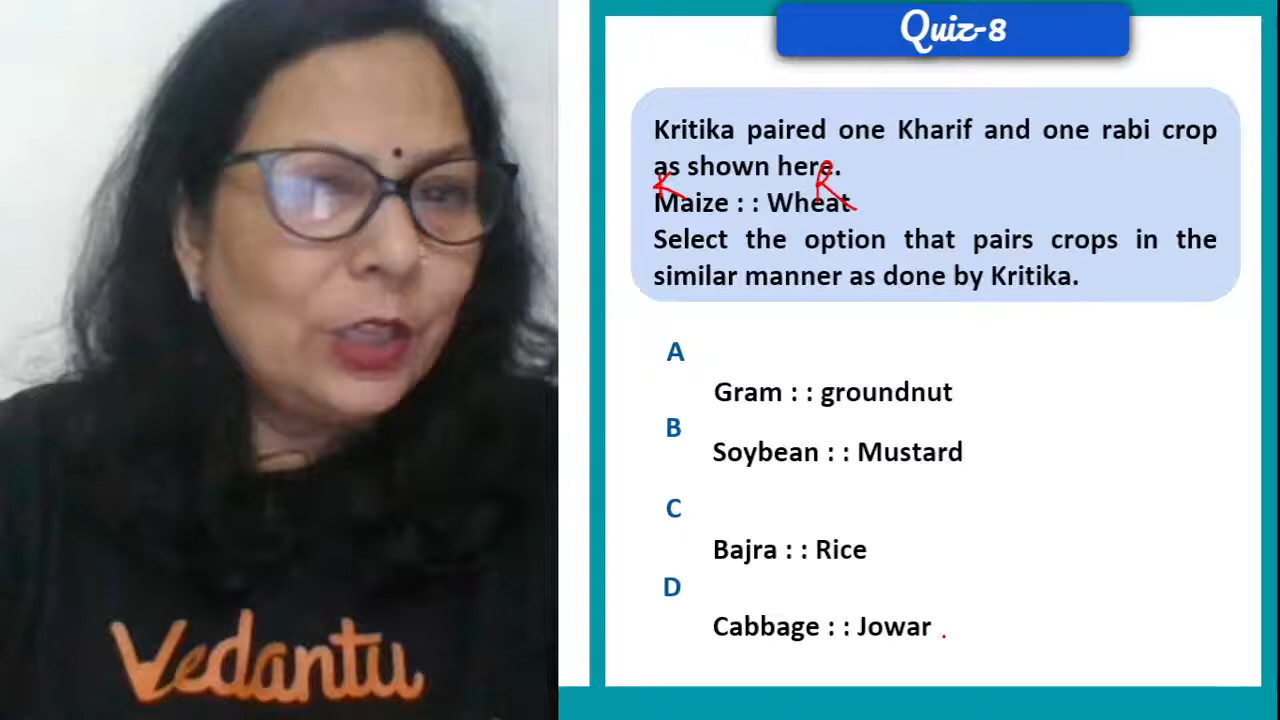 Quiz-8
Kritika paired one Kharif and one rabi crop
as shown here.
K R
Maize : : Wheat
Select the option that pairs crops in the
similar manner as done by Kritika.
A
Gram : : groundnut
B
Soybean : : Mustard
C
Bajra : : Rice
D
Cabbage : : Jowar
Vedantu